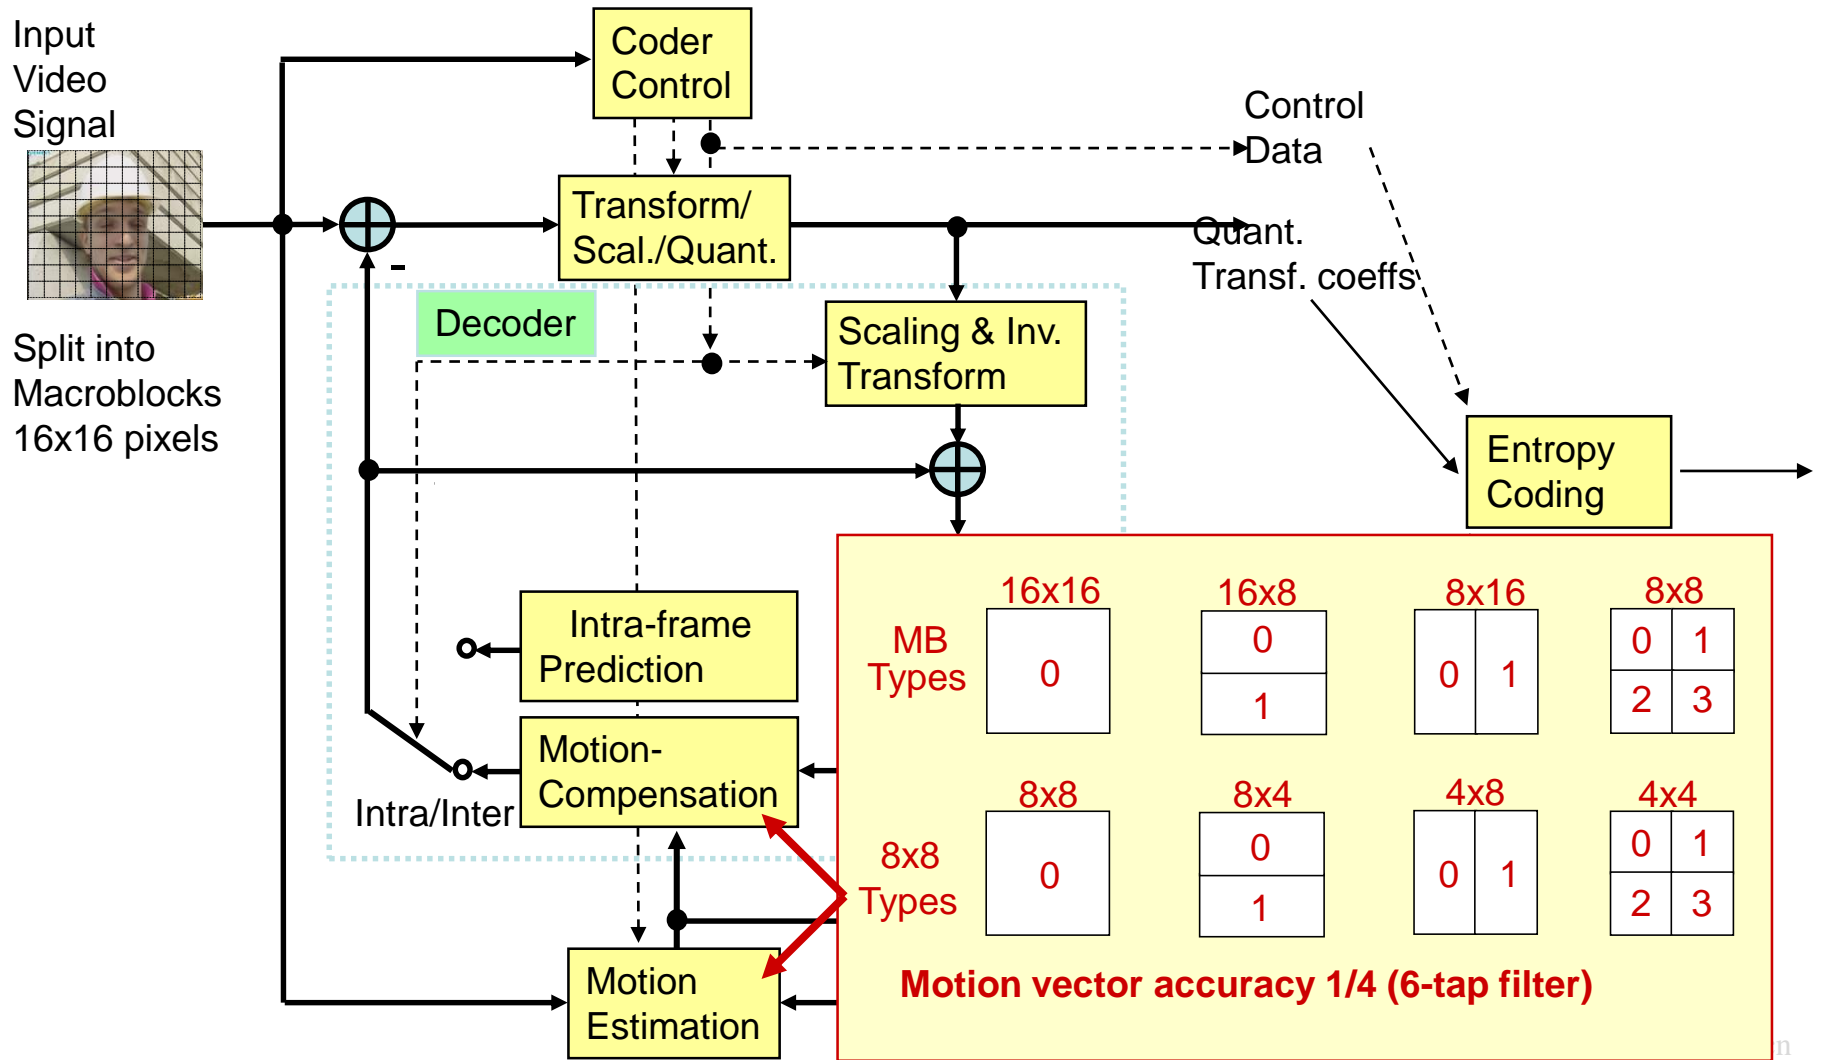 Input
Video
Signal
Coder
Control
Control
Data
Transform/
Scal./Quant.
-
Quant.
Transf. coeffs
Decoder
Scaling & Inv.
Transform
Split into
Macroblocks
16x16 pixels
Entropy
Coding
Intra-frame
Prediction
Motion-
Compensation
Intra/Inter
Motion
Estimation
16x16 16x8 8x16 8x8
MB
Types
0
0
1
0 1
0 1
2 3
8x8 8x4 4x8 4x4
8x8
Types
0
0
1
0 1
0 1
2 3
Motion vector accuracy 1/4 (6-tap filter)
n